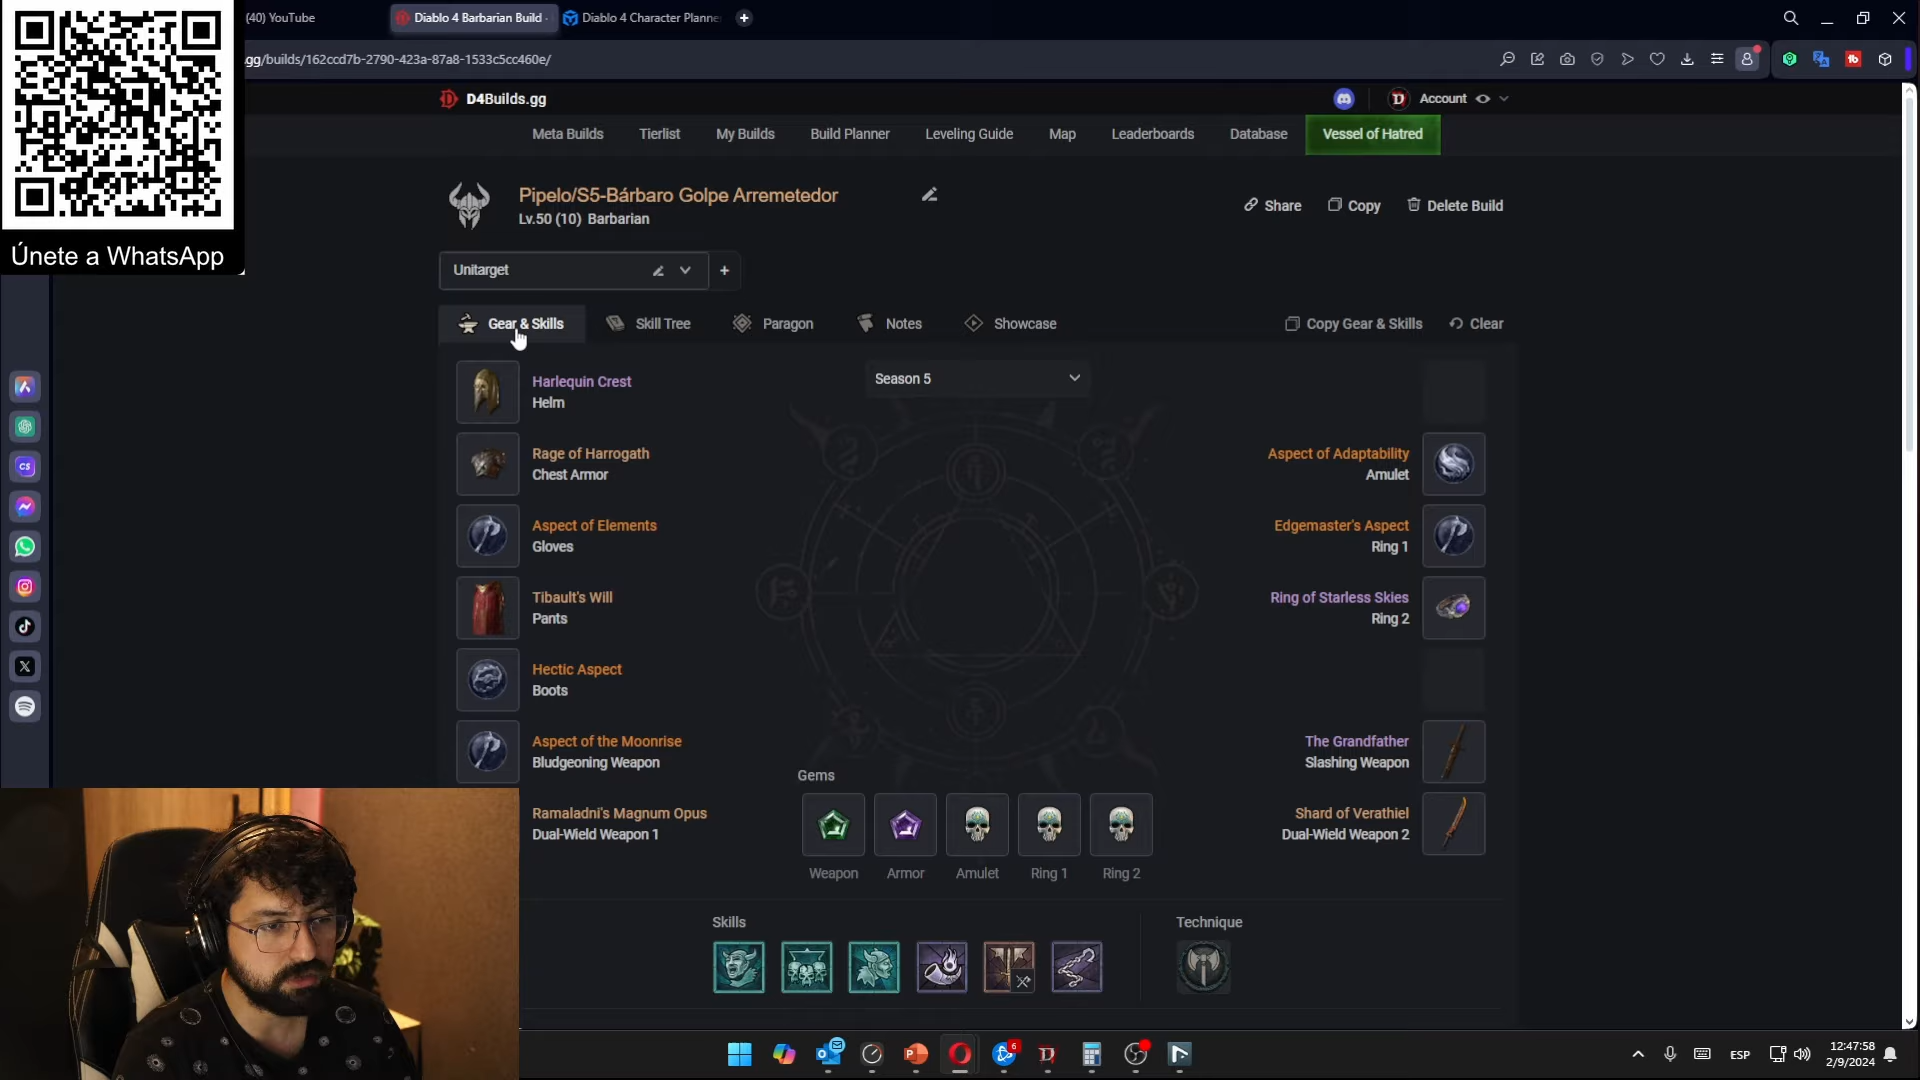 (40) YouTube
Diablo 4 Barbarian Build -
Diablo 4 Character Planne
gg/builds/162ccd7b-2790-423a-87a8-1533c5cc460e/
Únete a WhatsApp
D4Builds.gg
Account
Meta Builds
Tierlist
My Builds
Build Planner
Leveling Guide
Map
Leaderboards
Database
Vessel of Hatred
Pipelo/S5-Bárbaro Golpe Arremetedor
Lv.50 (10) Barbarian
Share
Copy
Delete Build
Unitarget
Gear & Skills
Skill Tree
Paragon
Notes
Showcase
Copy Gear & Skills
Clear
Season 5
Harlequin Crest
Helm
Rage of Harrogath
Chest Armor
Aspect of Elements
Gloves
Tibault's Will
Pants
Hectic Aspect
Boots
Aspect of the Moonrise
Bludgeoning Weapon
Ramaladni's Magnum Opus
Dual-Wield Weapon 1
Aspect of Adaptability
Amulet
Edgemaster's Aspect
Ring 1
Ring of Starless Skies
Ring 2
The Grandfather
Slashing Weapon
Shard of Verathiel
Dual-Wield Weapon 2
Gems
Weapon
Armor
Amulet
Ring 1
Ring 2
Skills
Technique
CS
6
ESP
12:47:58
2/9/2024